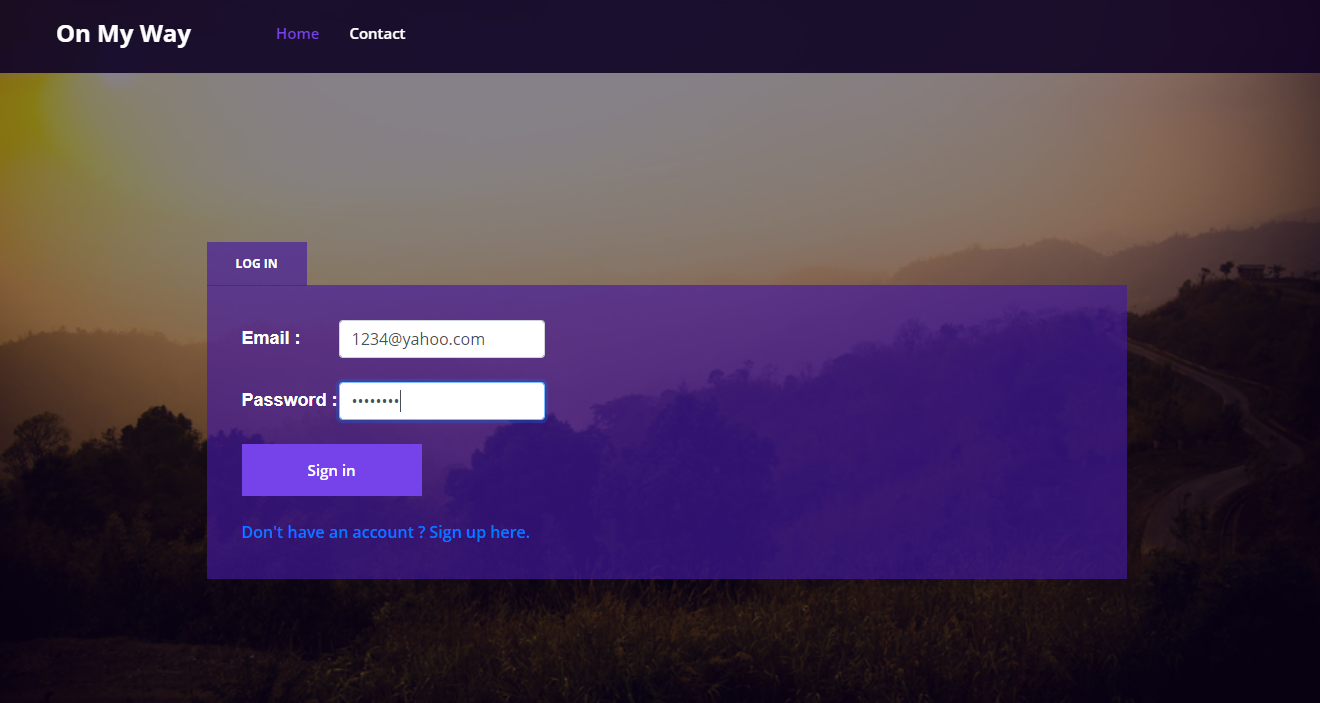 On My Way Home Contact
LOG IN
Email : 1234@yahoo.com
Password : ••••••••
Sign in
Don't have an account ? Sign up here.